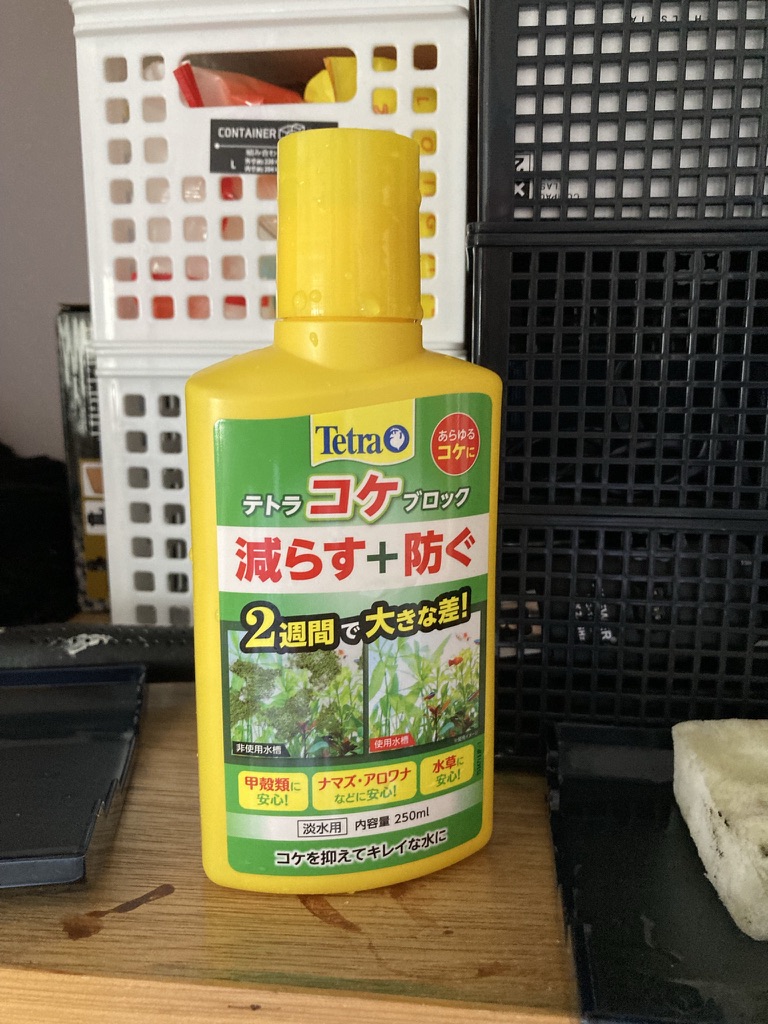 CONTAINER
L
Tetra
あらゆる
コケに
テトラ コケ ブロック
減らす+防ぐ
2週間で大きな差!
非使用水槽
使用水槽
甲殻類に
安心!
ナマズ・アロワナ
などに安心!
水草に
安心!
淡水用 内容量 250ml
コケを抑えてキレイな水に